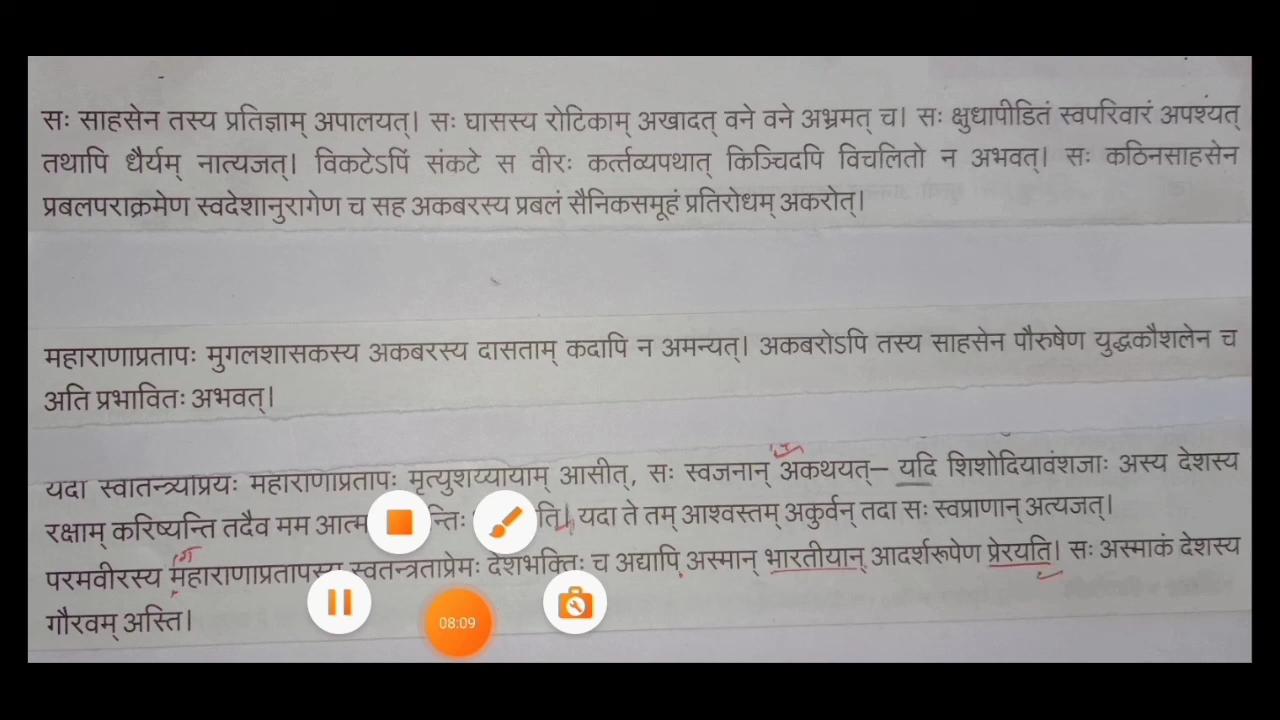 सः साहसेन तस्य प्रतिज्ञाम् अपालयत्। सः घासस्य रोटिकाम् अखादत् वने वने अभ्रमत् च। सः क्षुधापीडितं स्वपरिवारं अपश्यत्
तथापि धैर्यम् नात्यजत्। विकटेऽपिं संकटे स वीरः कर्त्तव्यपथात् किञ्चिदपि विचलितो न अभवत्। सः कठिनसाहसेन
प्रबलपराक्रमेण स्वदेशानुरागेण च सह अकबरस्य प्रबलं सैनिकसमूहं प्रतिरोधम् अकरोत्।
महाराणाप्रतापः मुगलशासकस्य अकबरस्य दासताम् कदापि न अमन्यत्। अकबरोऽपि तस्य साहसेन पौरुषेण युद्धकौशलेन च
अति प्रभावितः अभवत्।
यदा स्वातन्त्र्याप्रियः महाराणाप्रतापः मृत्युशय्यायाम् आसीत्, सः स्वजनान् अकथयत्– यदि शिशोदियावंशजाः अस्य देशस्य
रक्षाम् करिष्यन्ति तदैव मम आत्म न्तिः ति। यदा ते तम् आश्वस्तम् अकुर्वन् तदा सः स्वप्राणान् अत्यजत्।
परमवीरस्य महाराणाप्रतापस्य स्वतन्त्रताप्रेमः देशभक्तिः च अद्यापि अस्मान् भारतीयान् आदर्शरूपेण प्रेरयति। सः अस्माकं देशस्य
गौरवम् अस्ति।
08:09